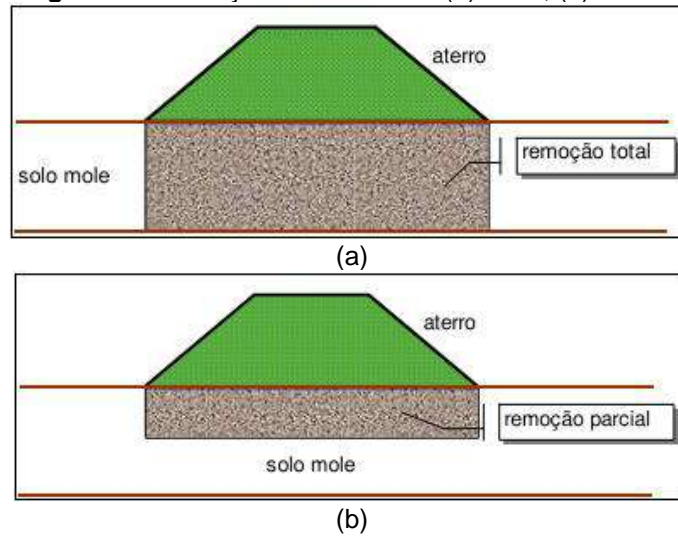 aterro
remoção total
solo mole
(a)
aterro
remoção parcial
solo mole
(b)